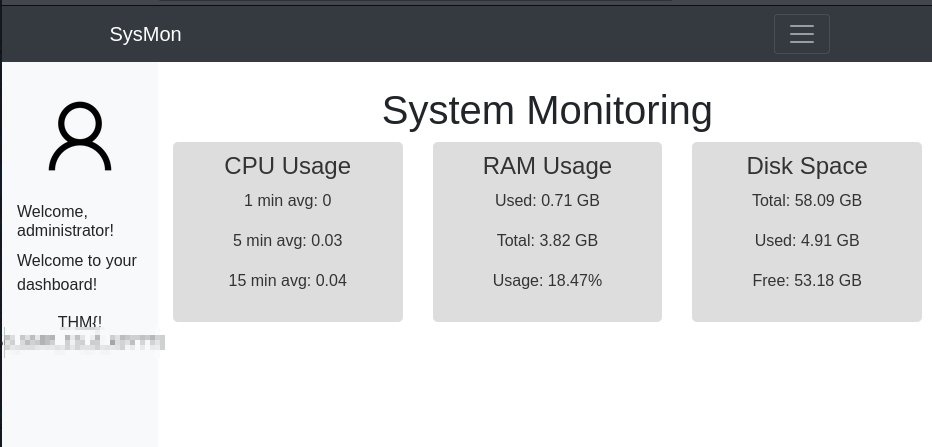 SysMon
System Monitoring
Welcome,
administrator!
Welcome to your
dashboard!
THM{!
CPU Usage
1 min avg: 0
5 min avg: 0.03
15 min avg: 0.04
RAM Usage
Used: 0.71 GB
Total: 3.82 GB
Usage: 18.47%
Disk Space
Total: 58.09 GB
Used: 4.91 GB
Free: 53.18 GB